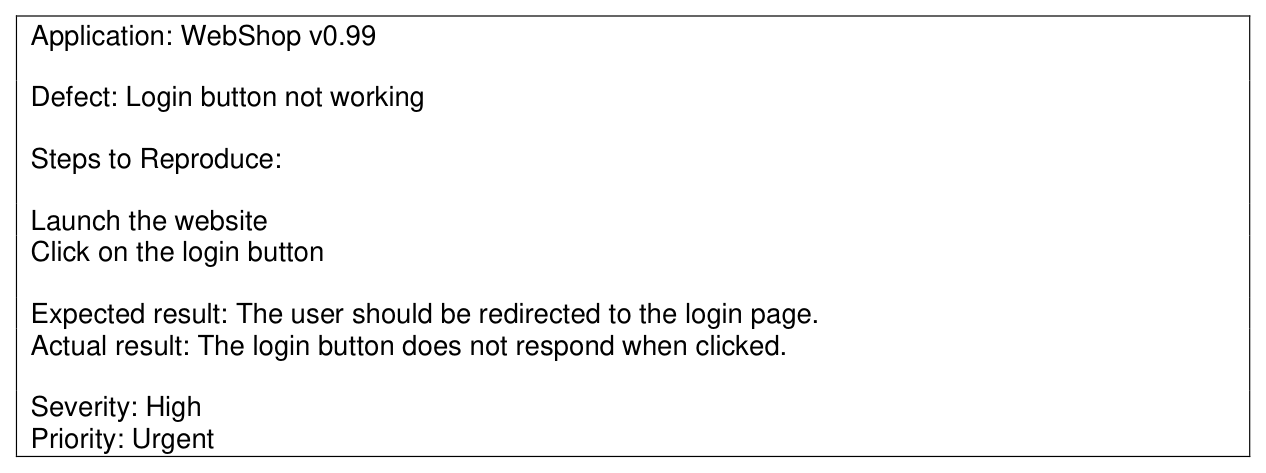 Application: WebShop v0.99
Defect: Login button not working
Steps to Reproduce:
Launch the website
Click on the login button
Expected result: The user should be redirected to the login page.
Actual result: The login button does not respond when clicked.
Severity: High
Priority: Urgent